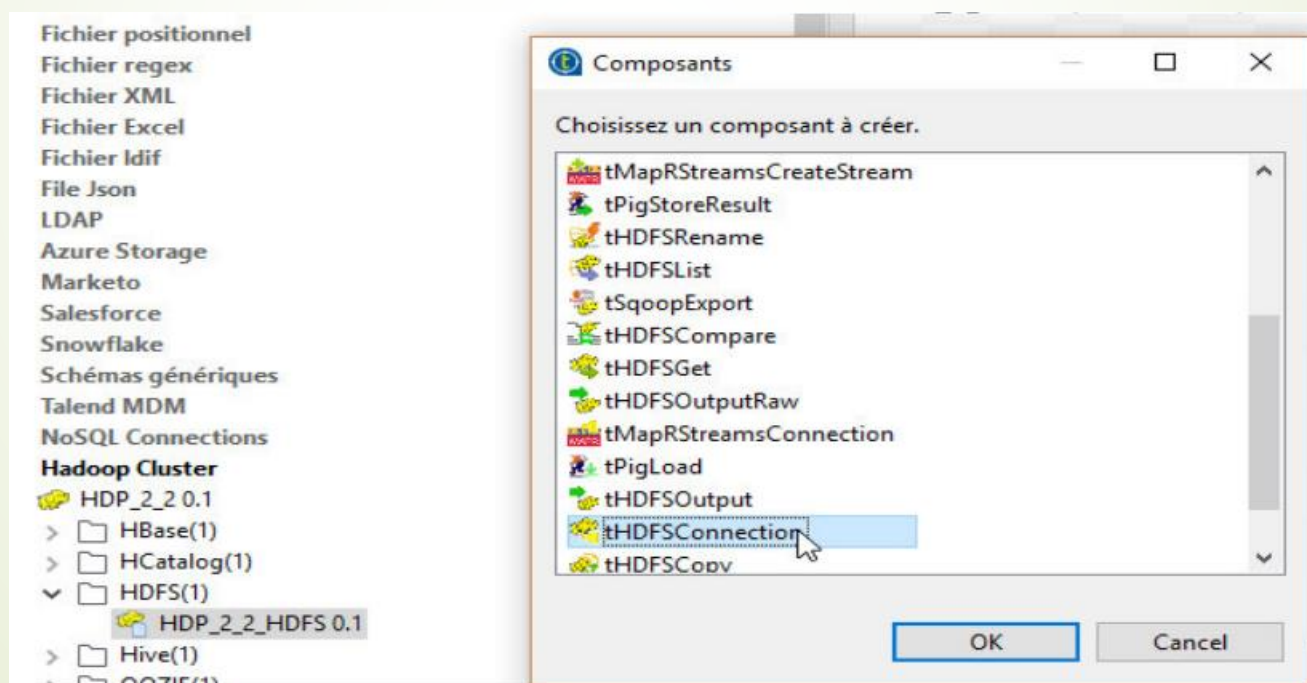 Fichier positionnel
Fichier regex
Fichier XML
Fichier Excel
Fichier ldif
File Json
LDAP
Azure Storage
Marketo
Salesforce
Snowflake
Schémas génériques
Talend MDM
NoSQL Connections
Hadoop Cluster
HDP_2_2 0.1
HBase(1)
HCatalog(1)
HDFS(1)
HDP_2_2_HDFS 0.1
Hive(1)
Composants
Choisissez un composant à créer.
tMapRStreamsCreateStream
tPigStoreResult
tHDFSRename
tHDFSList
tSqoopExport
tHDFSCompare
tHDFSGet
tHDFSOutputRaw
tMapRStreamsConnection
tPigLoad
tHDFSOutput
tHDFSConnection
tHDFSCopy
OK
Cancel